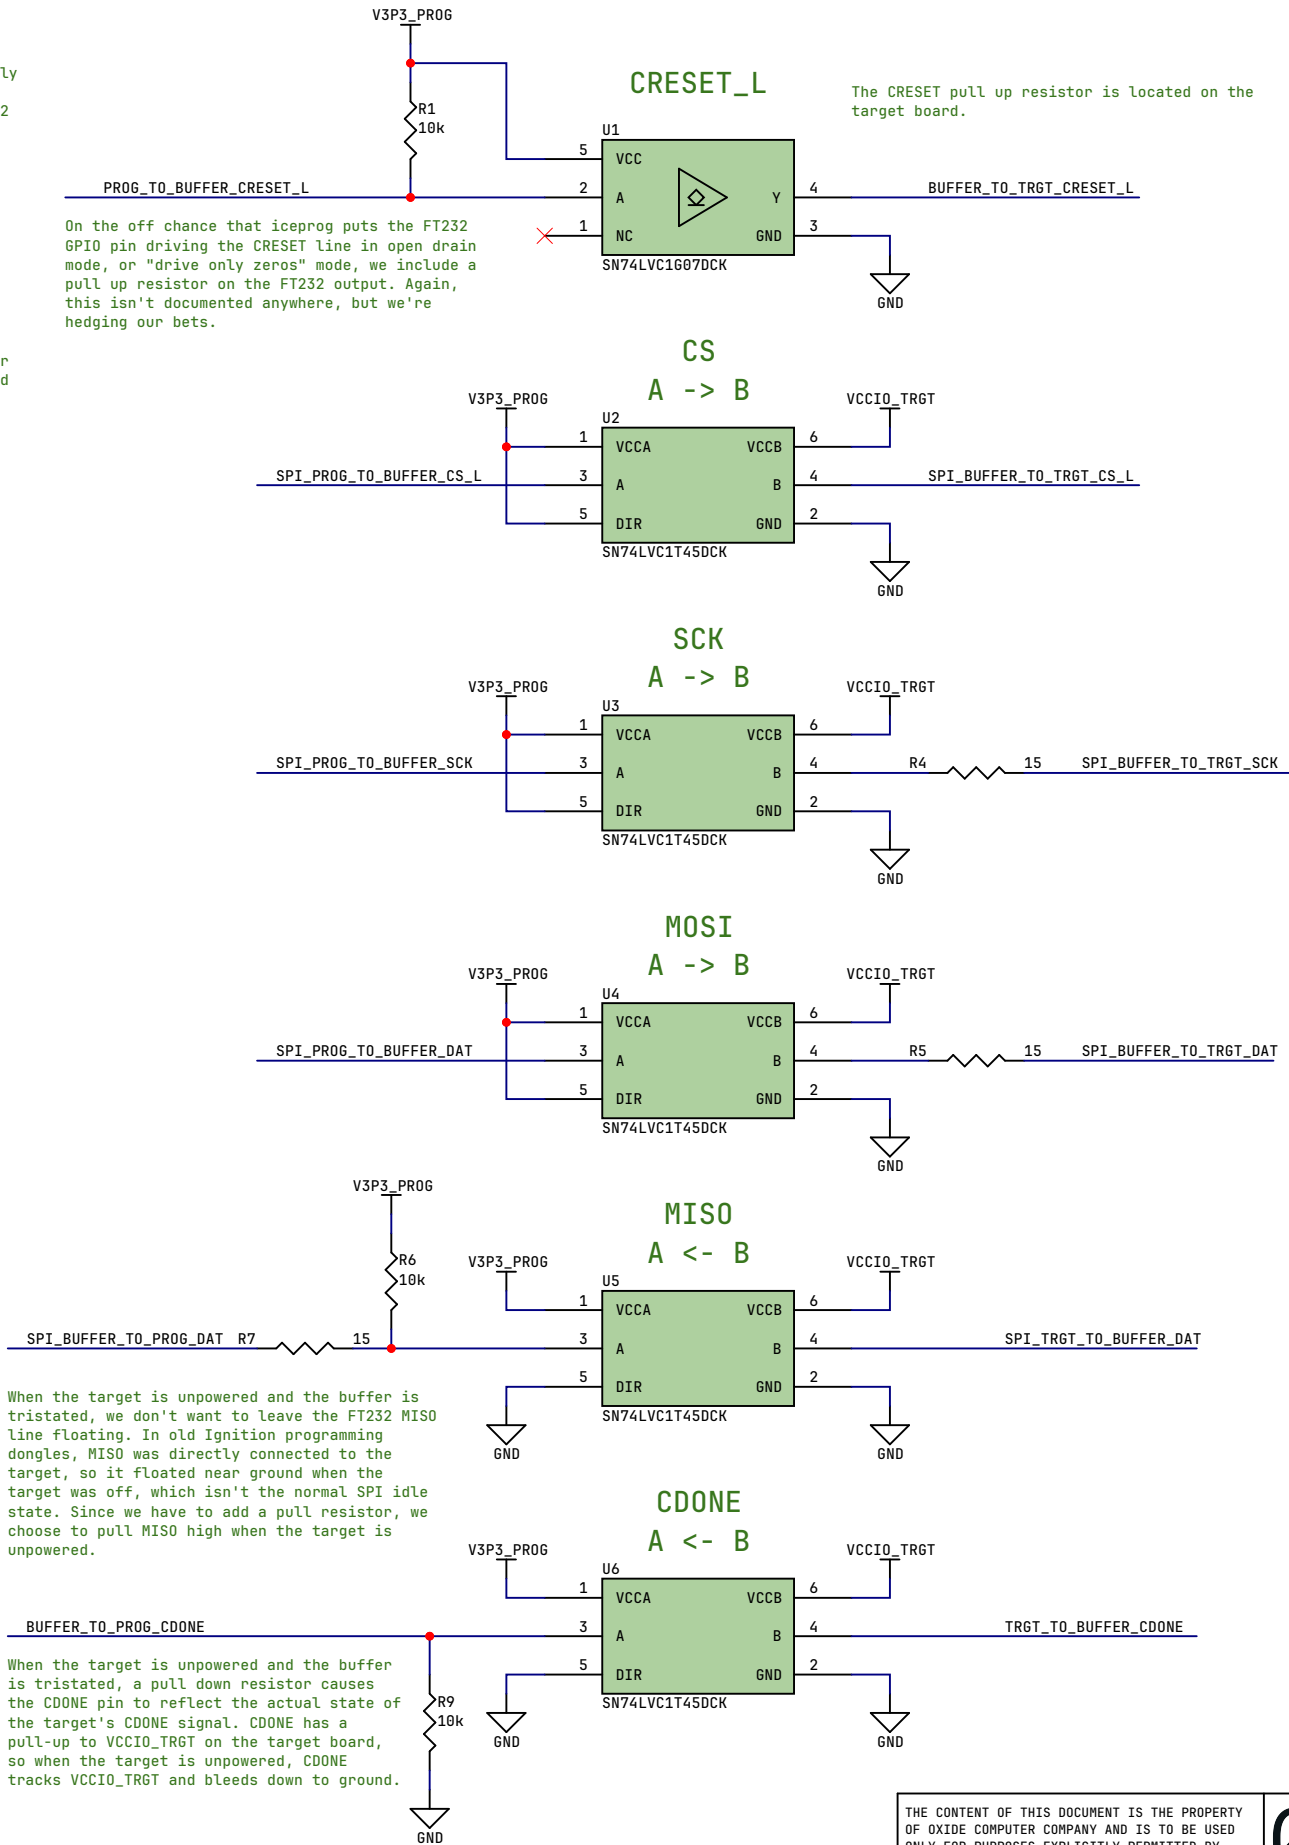 V3P3_PROG
ly
2
CRESET_L
The CRESET pull up resistor is located on the
target board.
R1
10k
U1
5
VCC
PROG_TO_BUFFER_CRESET_L
2
A
Y
4
BUFFER_TO_TRGT_CRESET_L
1
NC
GND
3
SN74LVC1G07DCK
GND
On the off chance that iceprog puts the FT232
GPIO pin driving the CRESET line in open drain
mode, or "drive only zeros" mode, we include a
pull up resistor on the FT232 output. Again,
this isn't documented anywhere, but we're
hedging our bets.
r
d
CS
A -> B
V3P3_PROG
VCCIO_TRGT
U2
1
VCCA
VCCB
6
SPI_PROG_TO_BUFFER_CS_L
3
A
B
4
SPI_BUFFER_TO_TRGT_CS_L
5
DIR
GND
2
SN74LVC1T45DCK
GND
SCK
A -> B
V3P3_PROG
VCCIO_TRGT
U3
1
VCCA
VCCB
6
SPI_PROG_TO_BUFFER_SCK
3
A
B
4
R4
15
SPI_BUFFER_TO_TRGT_SCK
5
DIR
GND
2
SN74LVC1T45DCK
GND
MOSI
A -> B
V3P3_PROG
VCCIO_TRGT
U4
1
VCCA
VCCB
6
SPI_PROG_TO_BUFFER_DAT
3
A
B
4
R5
15
SPI_BUFFER_TO_TRGT_DAT
5
DIR
GND
2
SN74LVC1T45DCK
GND
V3P3_PROG
R6
10k
MISO
A <- B
V3P3_PROG
VCCIO_TRGT
U5
1
VCCA
VCCB
6
SPI_BUFFER_TO_PROG_DAT
R7
15
3
A
B
4
SPI_TRGT_TO_BUFFER_DAT
5
DIR
GND
2
SN74LVC1T45DCK
GND
GND
When the target is unpowered and the buffer is
tristated, we don't want to leave the FT232 MISO
line floating. In old Ignition programming
dongles, MISO was directly connected to the
target, so it floated near ground when the
target was off, which isn't the normal SPI idle
state. Since we have to add a pull resistor, we
choose to pull MISO high when the target is
unpowered.
CDONE
A <- B
V3P3_PROG
VCCIO_TRGT
U6
1
VCCA
VCCB
6
BUFFER_TO_PROG_CDONE
3
A
B
4
TRGT_TO_BUFFER_CDONE
5
DIR
GND
2
SN74LVC1T45DCK
GND
GND
R9
10k
GND
When the target is unpowered and the buffer
is tristated, a pull down resistor causes
the CDONE pin to reflect the actual state of
the target's CDONE signal. CDONE has a
pull-up to VCCIO_TRGT on the target board,
so when the target is unpowered, CDONE
tracks VCCIO_TRGT and bleeds down to ground.
THE CONTENT OF THIS DOCUMENT IS THE PROPERTY
OF OXIDE COMPUTER COMPANY AND IS TO BE USED
ONLY FOR PURPOSES EXPLICITLY PERMITTED BY